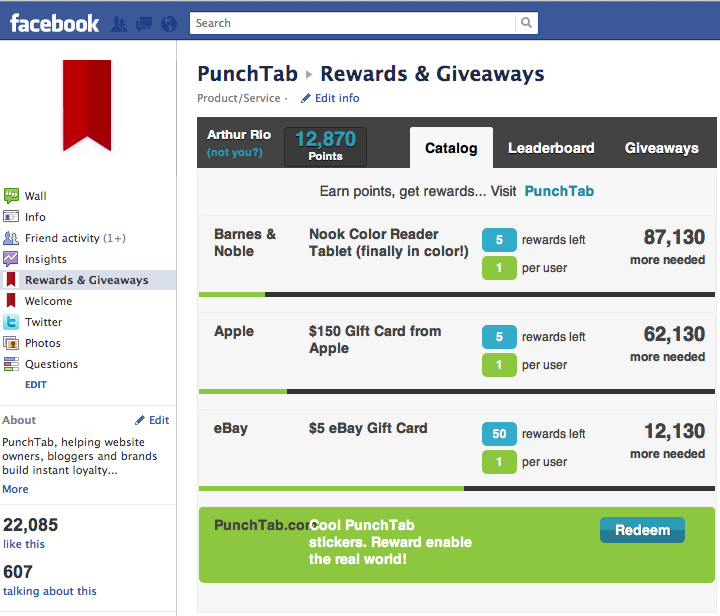 facebook
Search
PunchTab ▸ Rewards & Giveaways
Product/Service · Edit info
Wall
Info
Friend activity (1+)
Insights
Rewards & Giveaways
Welcome
Twitter
Photos
Questions
EDIT
About
Edit
PunchTab, helping website
owners, bloggers and brands
build instant loyalty...
More
22,085
like this
607
talking about this
Arthur Rio
(not you?)
12,870
Points
Catalog
Leaderboard
Giveaways
Earn points, get rewards... Visit PunchTab
Barnes &
Noble
Nook Color Reader
Tablet (finally in color!)
5 rewards left
1 per user
87,130
more needed
Apple
$150 Gift Card from
Apple
5 rewards left
1 per user
62,130
more needed
eBay
$5 eBay Gift Card
50 rewards left
1 per user
12,130
more needed
PunchTab.com
Cool PunchTab
stickers. Reward enable
the real world!
Redeem